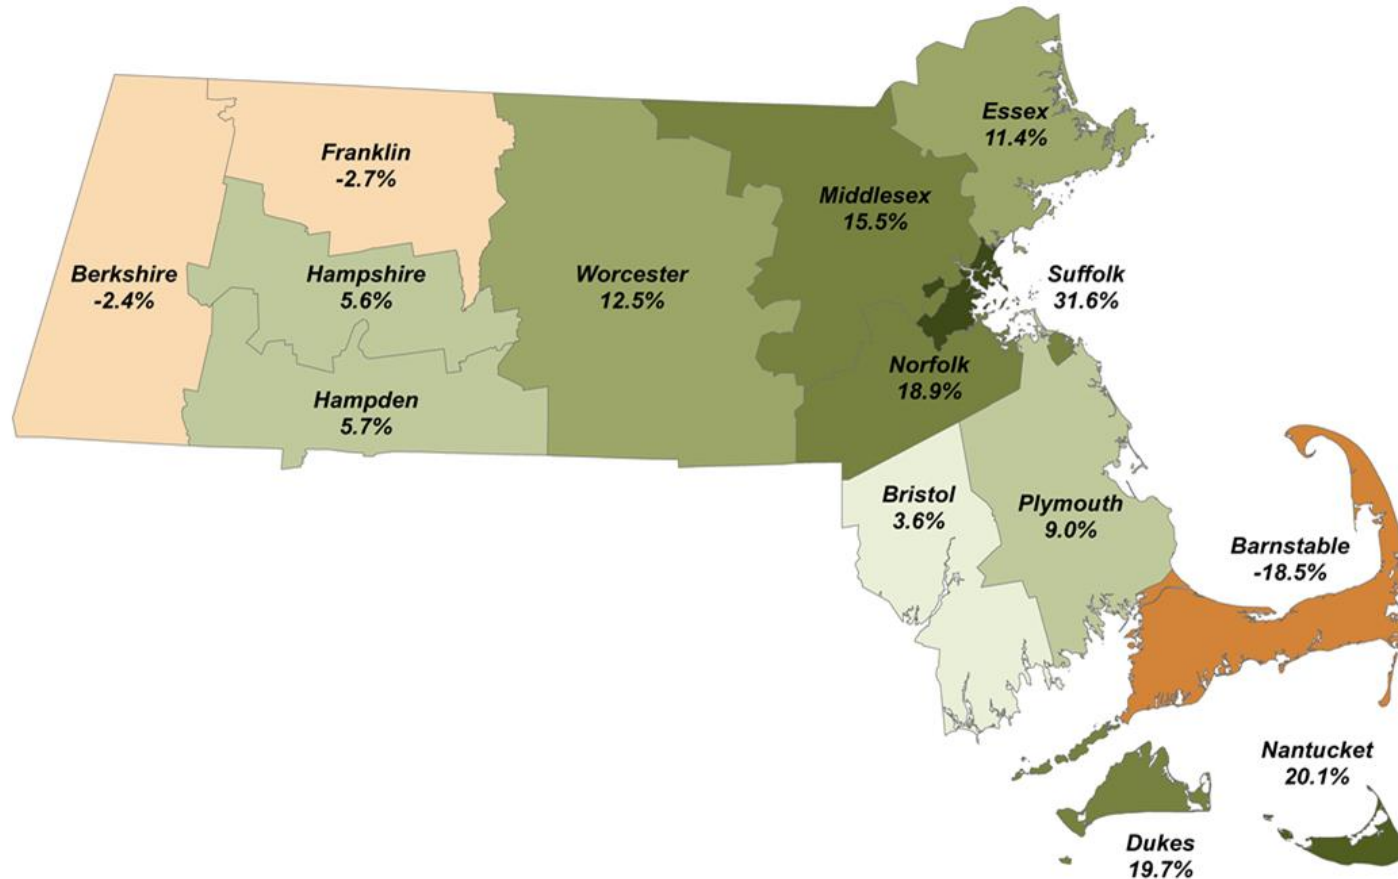 Essex
11.4%
Franklin
-2.7%
Middlesex
15.5%
Berkshire
-2.4%
Hampshire
5.6%
Worcester
12.5%
Suffolk
31.6%
Norfolk
18.9%
Hampden
5.7%
Bristol
3.6%
Plymouth
9.0%
Barnstable
-18.5%
Nantucket
20.1%
Dukes
19.7%